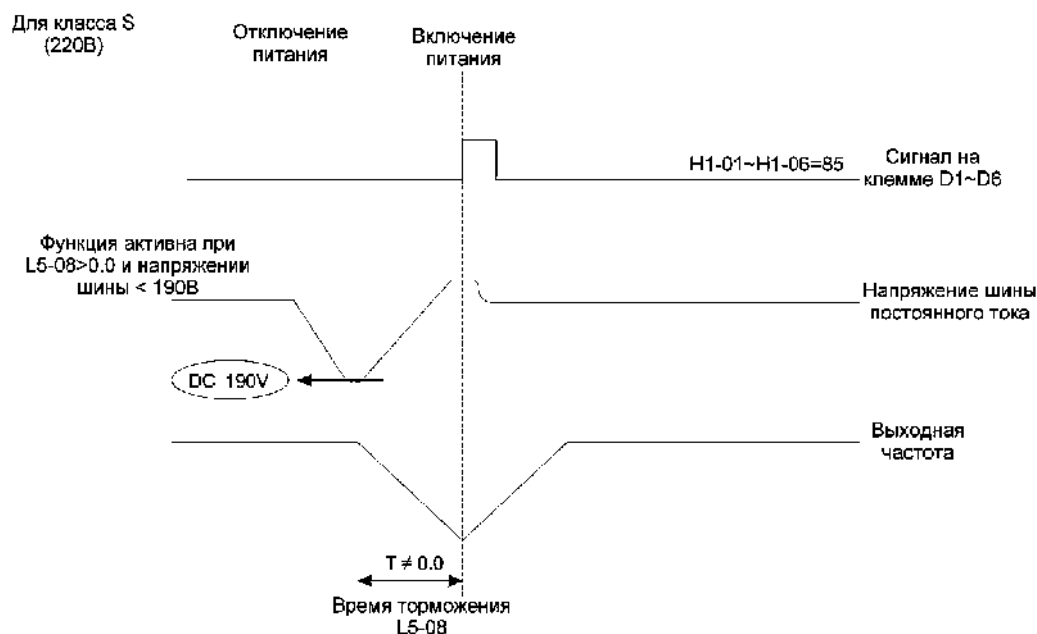 Для класса S
(220В)
Отключение
питания
Включение
питания
H1-01~H1-06=85
Сигнал на
клемме D1~D6
Функция активна при
L5-08>0.0 и напряжении
шины < 190В
Напряжение шины
постоянного тока
DC 190V
Выходная
частота
T ≠ 0.0
Время торможения
L5-08